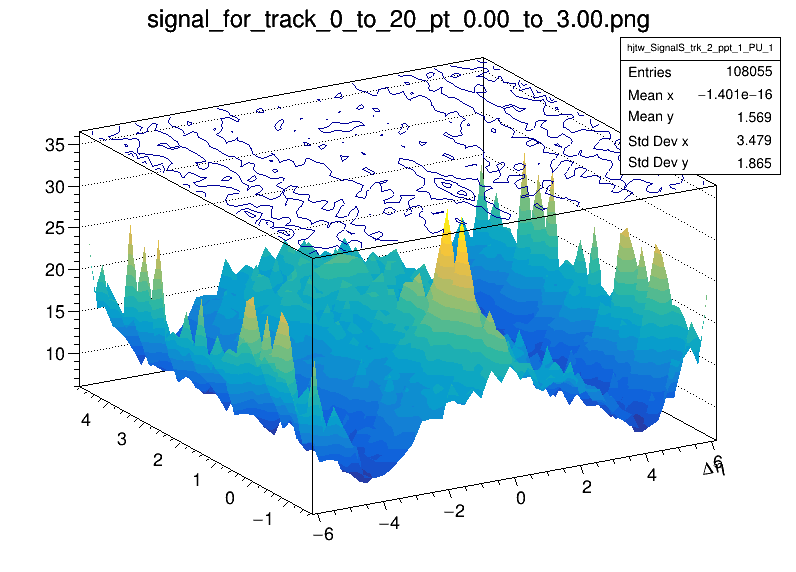 signal_for_track_0_to_20_pt_0.00_to_3.00.png
hjtw_SignalS_trk_2_ppt_1_PU_1
Entries 108055
Mean x −1.401e−16
Mean y 1.569
Std Dev x 3.479
Std Dev y 1.865
35
30
25
20
15
10
4
3
2
1
0
−1
−6
−4
−2
0
2
4
6
Δη